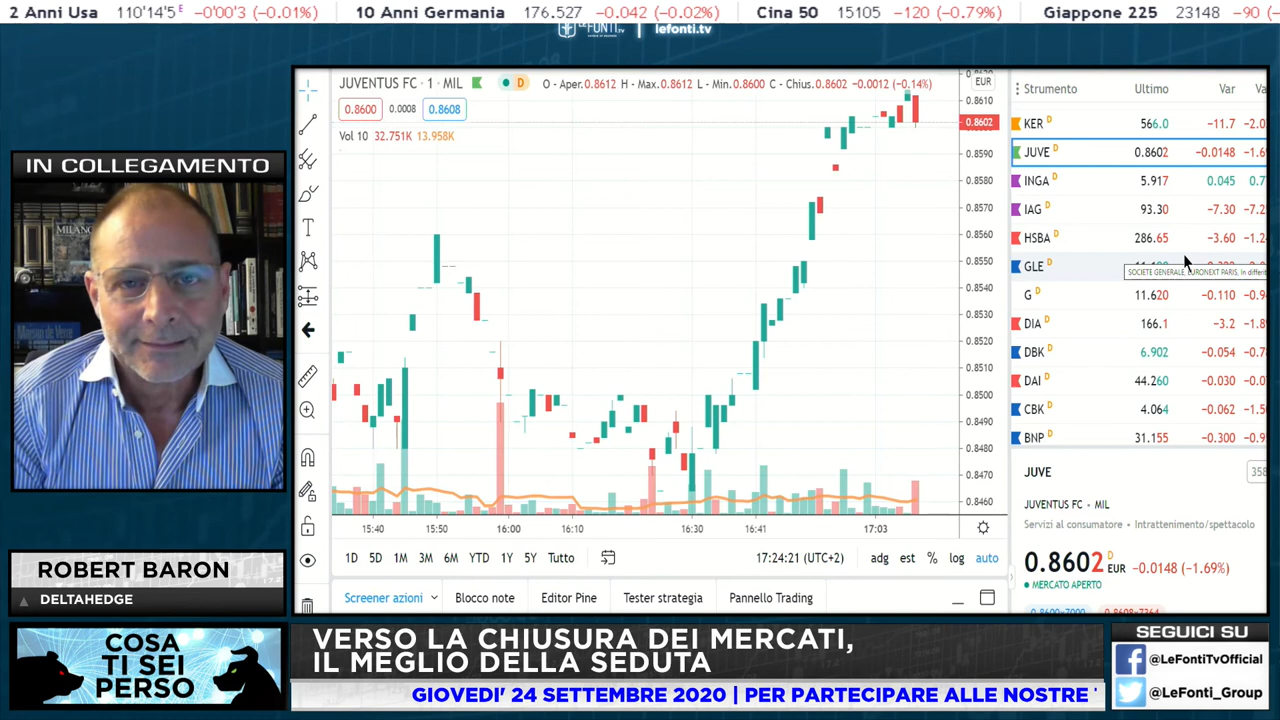 2 Anni Usa 110'14'5 E -0'00'3 (-0.01%) 10 Anni Germania 176.527 -0.042 (-0.02%) Cina 50 15105 -120 (-0.79%) Giappone 225 23148 -90
LEFONTI.TV | lefonti.tv
IN COLLEGAMENTO
MILANO
ROBERT BARON
DELTAHEDGE
COSA
TI SEI
PERSO
JUVENTUS FC · 1 · MIL D O - Aper.0.8612 H - Max.0.8612 L - Min.0.8600 C - Chius.0.8602 -0.0012 (-0.14%)
0.8600 0.0008 0.8608
Vol 10 32.751K 13.958K
EUR
0.8610
0.8602
0.8590
0.8580
0.8570
0.8560
0.8550
0.8540
0.8530
0.8520
0.8510
0.8500
0.8490
0.8480
0.8470
0.8460
15:40 15:50 16:00 16:10 16:30 16:41 17:03
1D 5D 1M 3M 6M YTD 1Y 5Y Tutto 17:24:21 (UTC+2) adg est % log auto
Screener azioni Blocco note Editor Pine Tester strategia Pannello Trading
Strumento Ultimo Var
KER D 566.0 -11.7
JUVE D 0.8602 -0.0148
INGA D 5.917 0.045
IAG D 93.30 -7.30
HSBA D 286.65 -3.60
GLE D
SOCIETE GENERALE, EURONEXT PARIS, In differit
G D 11.620 -0.110
DIA D 166.1 -3.2
DBK D 6.902 -0.054
DAI D 44.260 -0.030
CBK D 4.064 -0.062
BNP D 31.155 -0.300
JUVE
JUVENTUS FC · MIL
Servizi al consumatore · Intrattenimento/spettacolo
0.8602 D EUR -0.0148 (-1.69%)
MERCATO APERTO
VERSO LA CHIUSURA DEI MERCATI,
IL MEGLIO DELLA SEDUTA
GIOVEDI' 24 SETTEMBRE 2020 | PER PARTECIPARE ALLE NOSTRE
SEGUICI SU
@LeFontiTvOfficial
@LeFonti_Group